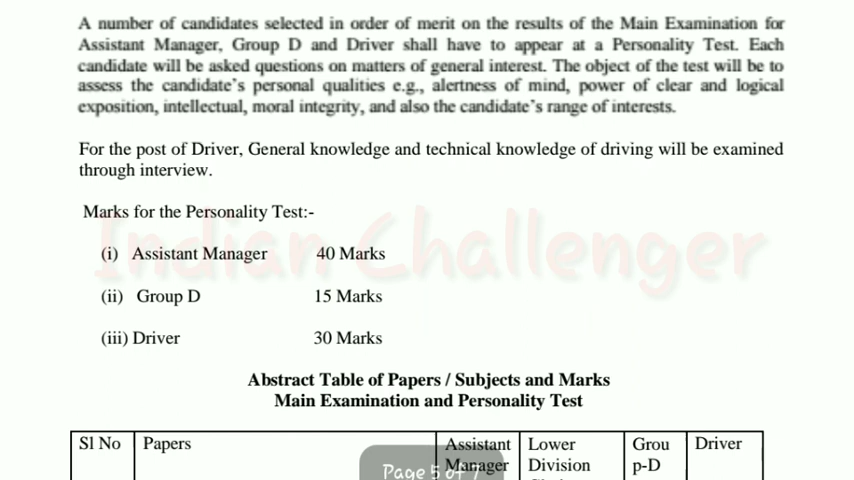 A number of candidates selected in order of merit on the results of the Main Examination for
Assistant Manager, Group D and Driver shall have to appear at a Personality Test. Each
candidate will be asked questions on matters of general interest. The object of the test will be to
assess the candidate's personal qualities e.g., alertness of mind, power of clear and logical
exposition, intellectual, moral integrity, and also the candidate's range of interests.
For the post of Driver, General knowledge and technical knowledge of driving will be examined
through interview.
Marks for the Personality Test:-
Indian Challenger
(i) Assistant Manager 40 Marks
(ii) Group D 15 Marks
(iii) Driver 30 Marks
Abstract Table of Papers / Subjects and Marks
Main Examination and Personality Test
Sl No Papers Assistant Lower Grou Driver
Manager Division p-D
Page 5 of 7